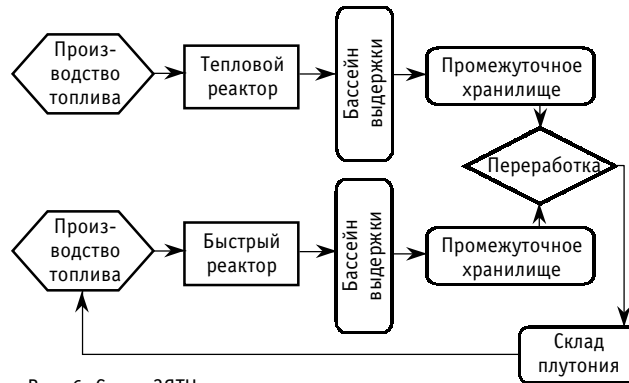 Произ-
водство
топлива
Тепловой
реактор
Бассейн
выдержки
Промежуточное
хранилище
Переработка
Произ-
водство
топлива
Быстрый
реактор
Бассейн
выдержки
Промежуточное
хранилище
Склад
плутония